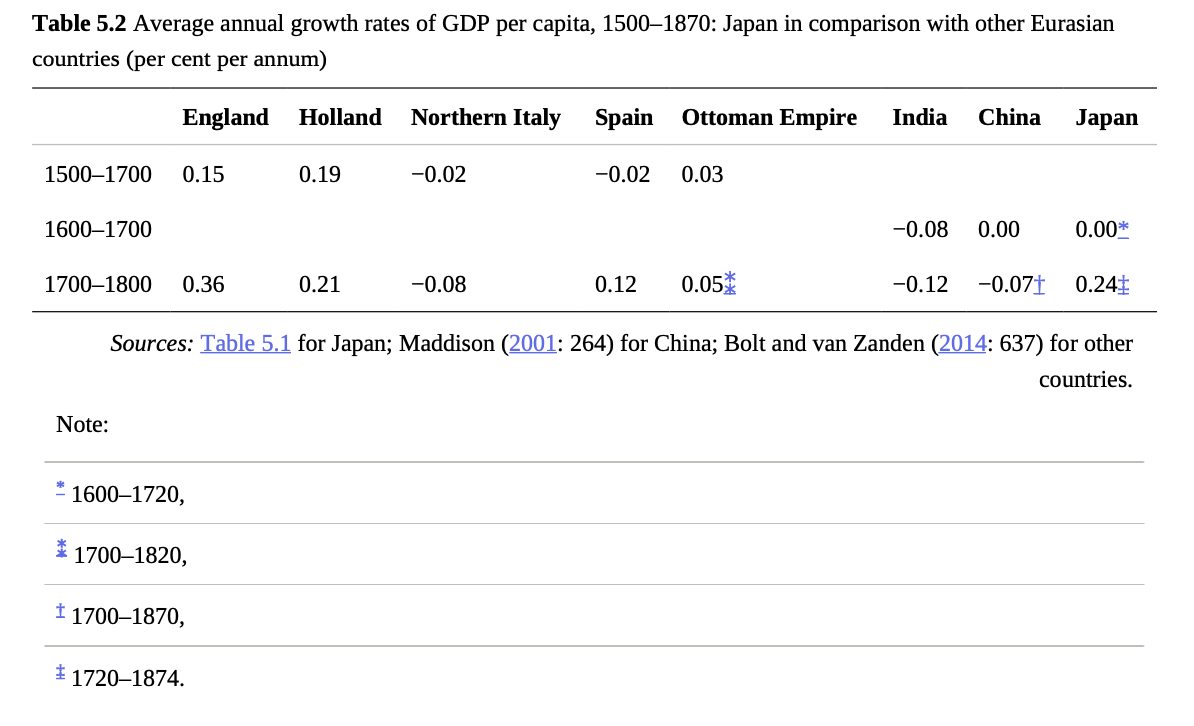 Table 5.2 Average annual growth rates of GDP per capita, 1500–1870: Japan in comparison with other Eurasian
countries (per cent per annum)
England Holland Northern Italy Spain Ottoman Empire India China Japan
1500–1700 0.15 0.19 −0.02 −0.02 0.03
1600–1700 −0.08 0.00 0.00*
1700–1800 0.36 0.21 −0.08 0.12 0.05⁑ −0.12 −0.07† 0.24‡
Sources: Table 5.1 for Japan; Maddison (2001: 264) for China; Bolt and van Zanden (2014: 637) for other
countries.
Note:
* 1600–1720,
⁑ 1700–1820,
† 1700–1870,
‡ 1720–1874.